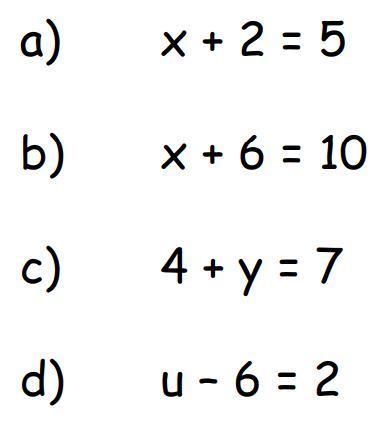 a) x + 2 = 5
b) x + 6 = 10
c) 4 + y = 7
d) u - 6 = 2